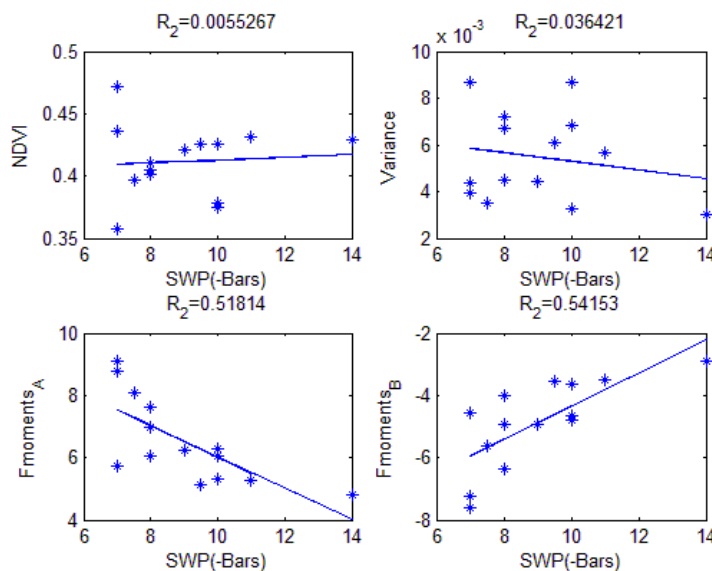 R2=0.0055267
0.5
0.45
0.4
0.35
NDVI
6 8 10 12 14
SWP(-Bars)
R2=0.036421
x 10-3
10
8
6
4
2
Variance
6 8 10 12 14
SWP(-Bars)
R2=0.51814
10
8
6
4
FmomentsA
6 8 10 12 14
SWP(-Bars)
R2=0.54153
-2
-4
-6
-8
FmomentsB
6 8 10 12 14
SWP(-Bars)